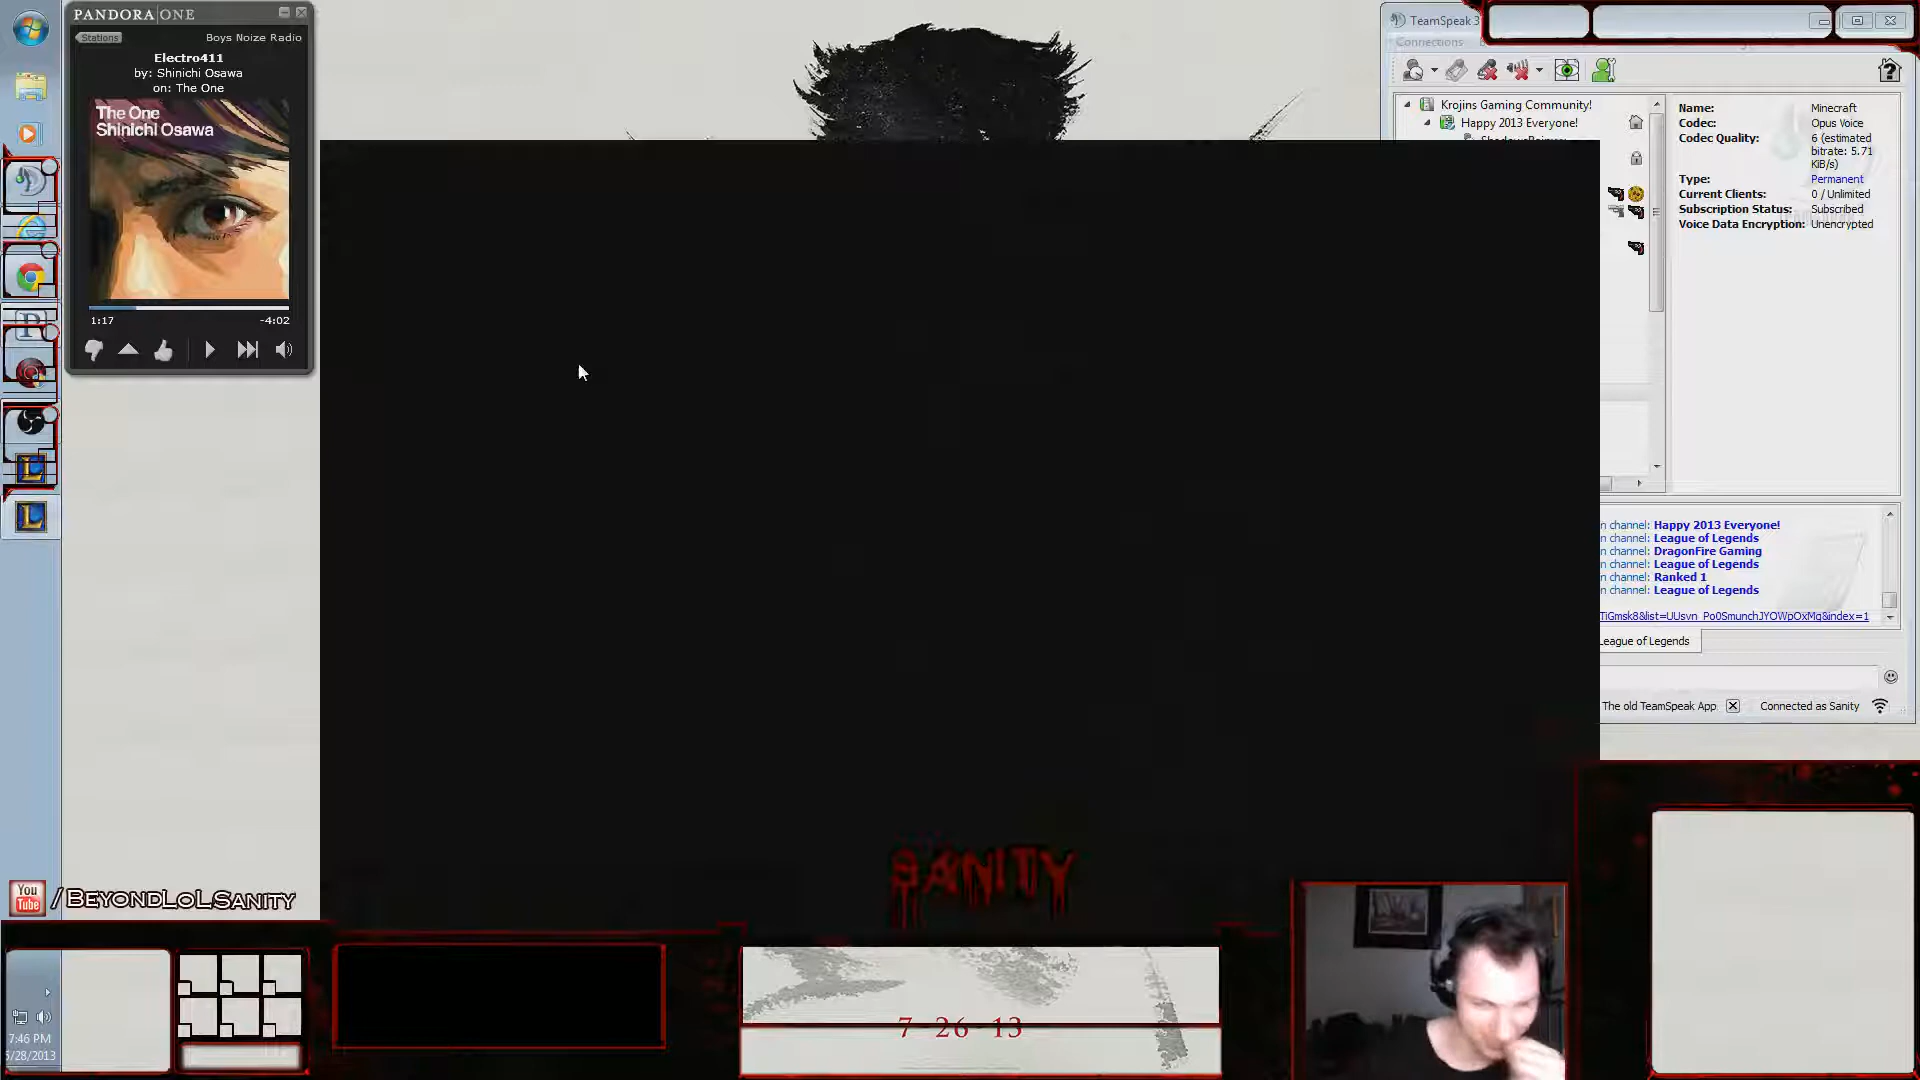 PANDORA ONE
Stations
Boys Noize Radio
Electro411
by: Shinichi Osawa
on: The One
The One
Shinichi Osawa
1:17
-4:02
TeamSpeak 3
Connections
Krojins Gaming Community!
Happy 2013 Everyone!
Name: Minecraft
Codec: Opus Voice
Codec Quality: 6 (estimated
bitrate: 5.71
KiB/s)
Type: Permanent
Current Clients: 0 / Unlimited
Subscription Status: Subscribed
Voice Data Encryption: Unencrypted
n channel: Happy 2013 Everyone!
n channel: League of Legends
n channel: DragonFire Gaming
n channel: League of Legends
n channel: Ranked 1
n channel: League of Legends
TiGmsk8&list=UUsvn_Po0SmunchJYOWpOxMg&index=1
League of Legends
The old TeamSpeak App
Connected as Sanity
SANITY
You
Tube
/BeyondLoL Sanity
7-26-13
7:46 PM
5/28/2013